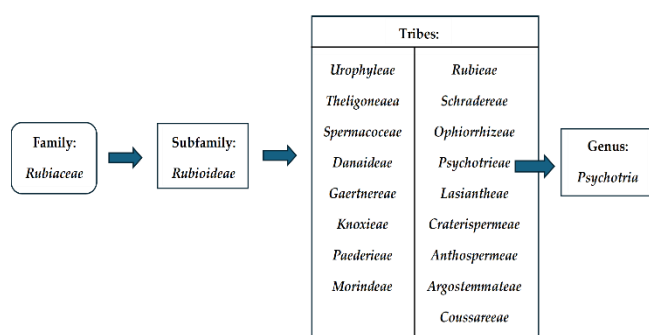 Family:
Rubiaceae
Subfamily:
Rubioideae
Tribes:
Urophyleae
Theligoneaea
Spermacoceae
Danaideae
Gaertnereae
Knoxieae
Paederieae
Morindeae
Rubieae
Schradereae
Ophiorrhizeae
Psychotrieae
Lasiantheae
Craterispermeae
Anthospermeae
Argostemmateae
Coussareeae
Genus:
Psychotria